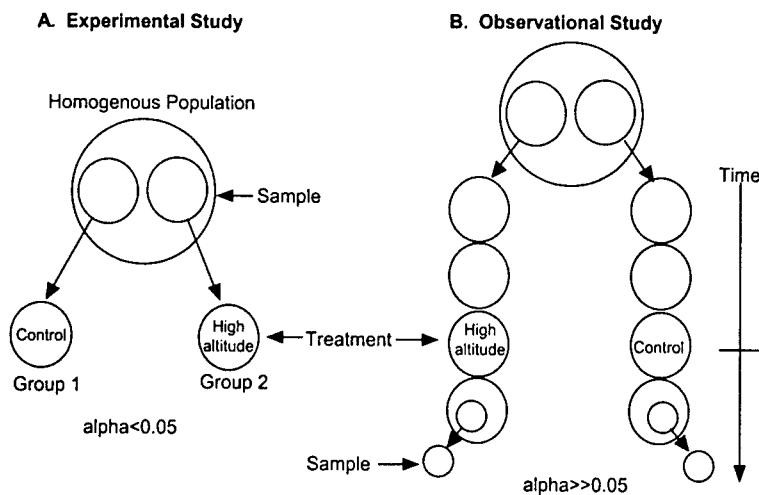 A. Experimental Study
Homogenous Population
Sample
Control
High
altitude
Group 1
Group 2
Treatment
alpha<0.05
B. Observational Study
Time
High
altitude
Control
Sample
alpha>>0.05